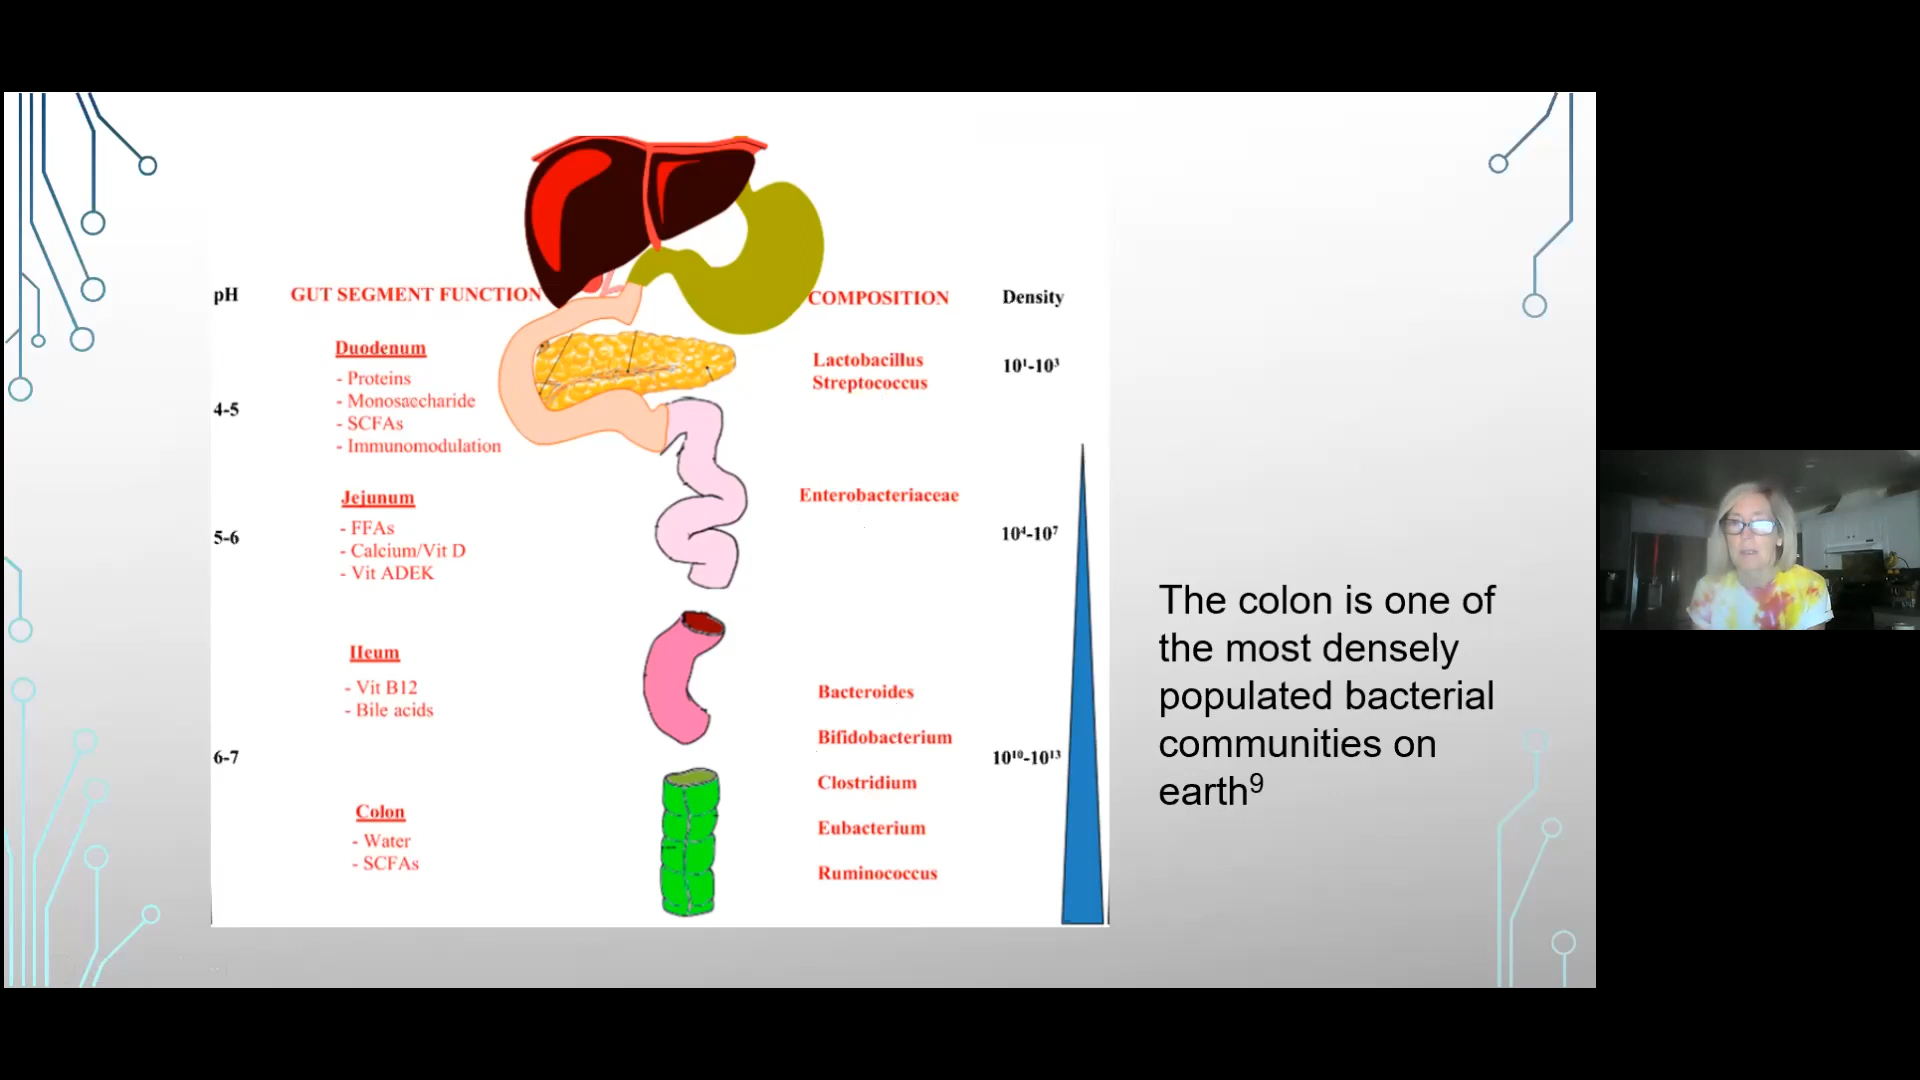 pH
GUT SEGMENT FUNCTION
COMPOSITION
Density
Duodenum
- Proteins
- Monosaccharide
- SCFAs
- Immunomodulation
4-5
Lactobacillus
Streptococcus
10¹-10³
Jejunum
- FFAs
- Calcium/Vit D
- Vit ADEK
5-6
Enterobacteriaceae
10⁴-10⁷
Ileum
- Vit B12
- Bile acids
6-7
Colon
- Water
- SCFAs
Bacteroides
Bifidobacterium
Clostridium
Eubacterium
Ruminococcus
10¹⁰-10¹³
The colon is one of
the most densely
populated bacterial
communities on
earth⁹